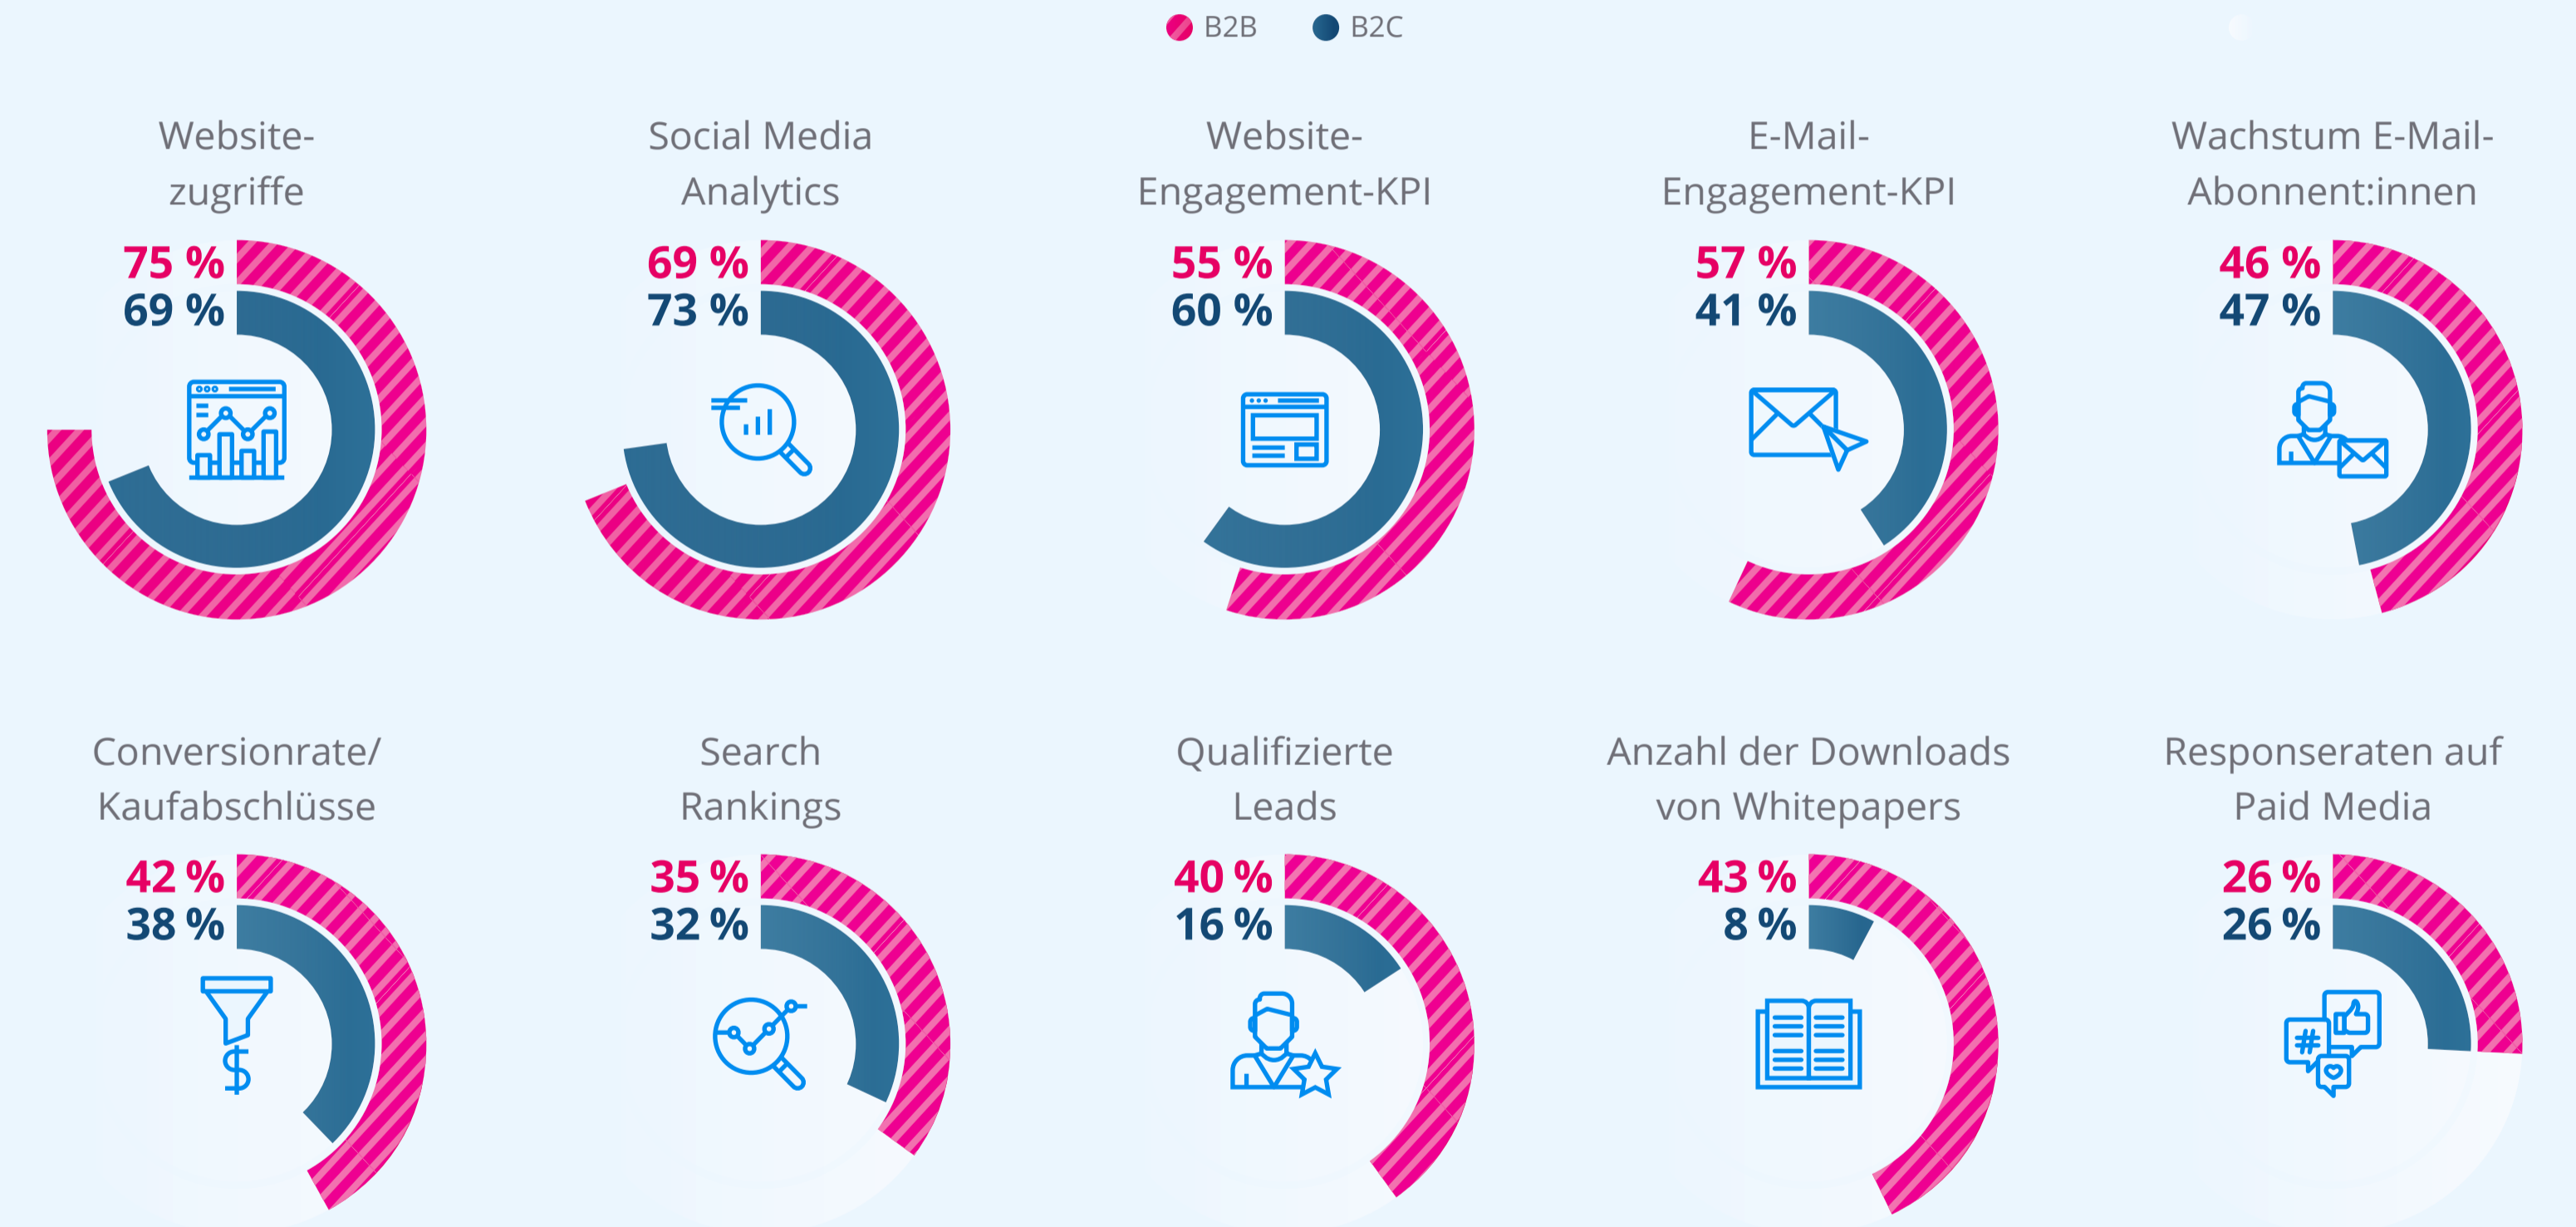 B2B B2C
Website-
zugriffe
75 %
69 %
Social Media
Analytics
69 %
73 %
Website-
Engagement-KPI
55 %
60 %
E-Mail-
Engagement-KPI
57 %
41 %
Wachstum E-Mail-
Abonnent:innen
46 %
47 %
Conversionrate/
Kaufabschlüsse
42 %
38 %
$
Search
Rankings
35 %
32 %
Qualifizierte
Leads
40 %
16 %
Anzahl der Downloads
von Whitepapers
43 %
8 %
Responseraten auf
Paid Media
26 %
26 %
#